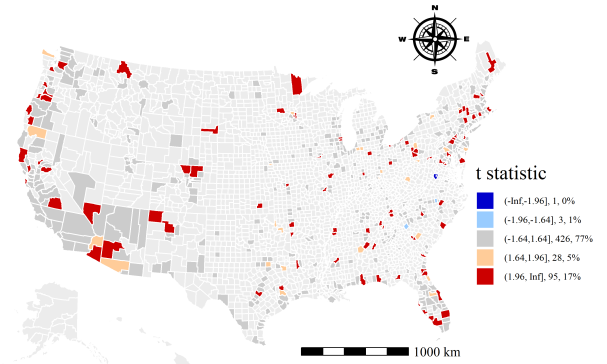 N
W E
S
t statistic
(-Inf,-1.96], 1, 0%
(-1.96,-1.64], 3, 1%
(-1.64,1.64], 426, 77%
(1.64,1.96], 28, 5%
(1.96, Inf], 95, 17%
1000 km